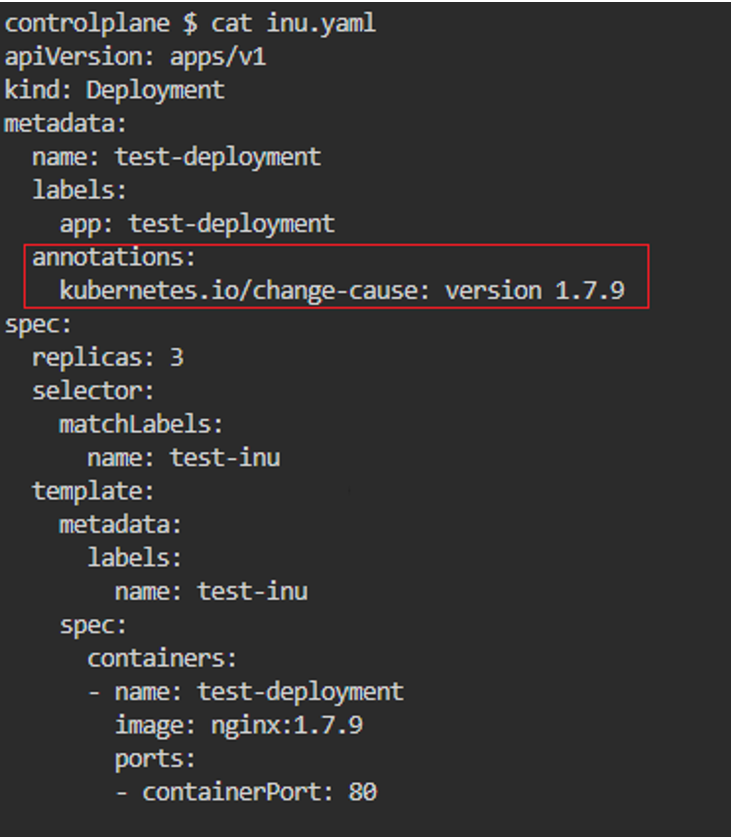 controlplane $ cat inu.yaml
apiVersion: apps/v1
kind: Deployment
metadata:
  name: test-deployment
  labels:
    app: test-deployment
  annotations:
    kubernetes.io/change-cause: version 1.7.9
spec:
  replicas: 3
  selector:
    matchLabels:
      name: test-inu
  template:
    metadata:
      labels:
        name: test-inu
    spec:
      containers:
      - name: test-deployment
        image: nginx:1.7.9
        ports:
        - containerPort: 80